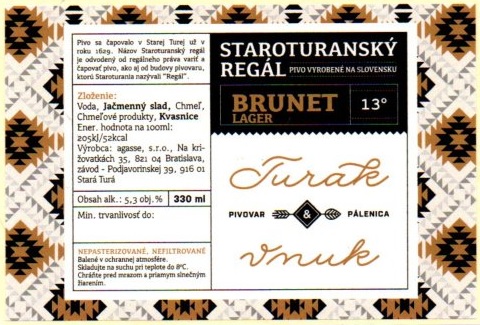 Pivo sa čapovalo v Starej Turej už v
roku 1629. Názov Staroturanský regál
je odvodený od regálneho práva variť a
čapovať pivo, ako aj od budovy pivovaru,
ktorú Staroturania nazývali "Regál".
Zloženie:
Voda, Jačmenný slad, Chmeľ,
Chmeľové produkty, Kvasnice
Ener. hodnota na 100ml:
205kJ/52kcal
Výrobca: agasse, s.r.o., Na kri-
žovatkách 35, 821 04 Bratislava,
závod - Podjavorinskej 39, 916 01
Stará Turá
Obsah alk.: 5,3 obj. % 330 ml
Min. trvanlivosť do:
NEPASTERIZOVANÉ, NEFILTROVANÉ
Balené v ochrannej atmosfére.
Skladujte na suchu pri teplote do 8°C.
Chráňte pred mrazom a priamym slnečným
žiarením.
STAROTURANSKÝ
REGÁL PIVO VYROBENÉ NA SLOVENSKU
BRUNET 13°
LAGER
Turak
PIVOVAR & PÁLENICA
vnuk